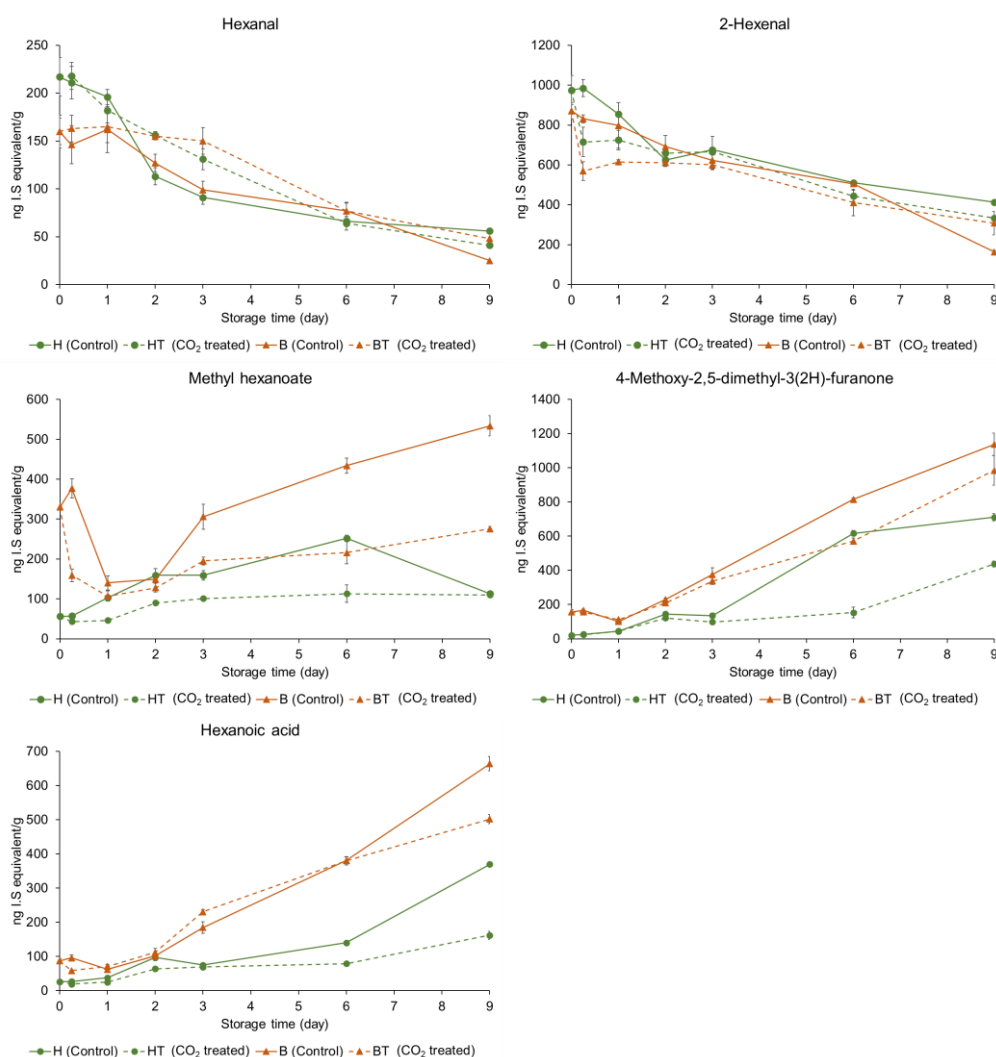 Hexanal
250
200
150
100
50
0
ng I.S equivalent/g
0 1 2 3 4 5 6 7 8 9
Storage time (day)
H (Control) HT (CO₂ treated) B (Control) BT (CO₂ treated)
2-Hexenal
1200
1000
800
600
400
200
0
ng I.S equivalent/g
0 1 2 3 4 5 6 7 8 9
Storage time (day)
H (Control) HT (CO₂ treated) B (Control) BT (CO₂ treated)
Methyl hexanoate
600
500
400
300
200
100
0
ng I.S equivalent/g
0 1 2 3 4 5 6 7 8 9
Storage time (day)
H (Control) HT (CO₂ treated) B (Control) BT (CO₂ treated)
4-Methoxy-2,5-dimethyl-3(2H)-furanone
1400
1200
1000
800
600
400
200
0
ng I.S equivalent/g
0 1 2 3 4 5 6 7 8 9
Storage time (day)
H (Control) HT (CO₂ treated) B (Control) BT (CO₂ treated)
Hexanoic acid
700
600
500
400
300
200
100
0
ng I.S equivalent/g
0 1 2 3 4 5 6 7 8 9
Storage time (day)
H (Control) HT (CO₂ treated) B (Control) BT (CO₂ treated)